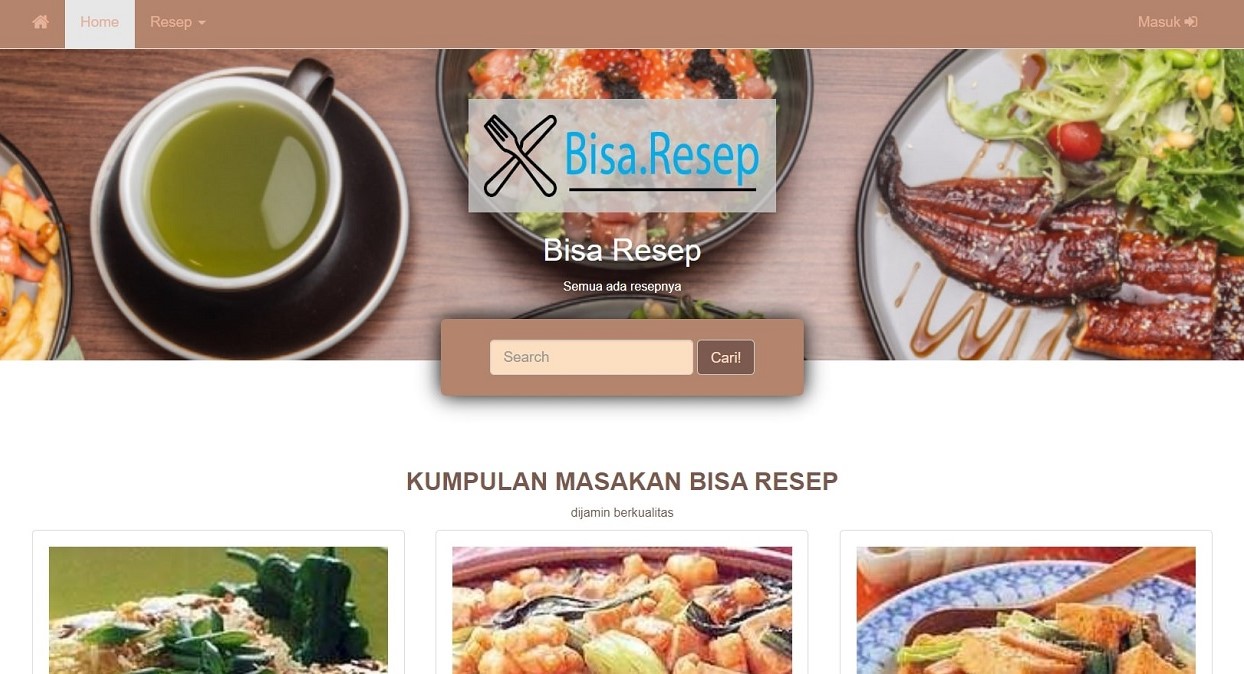 Home
Resep
Masuk
Bisa.Resep
Bisa Resep
Semua ada resepnya
Search
Cari!
KUMPULAN MASAKAN BISA RESEP
dijamin berkualitas